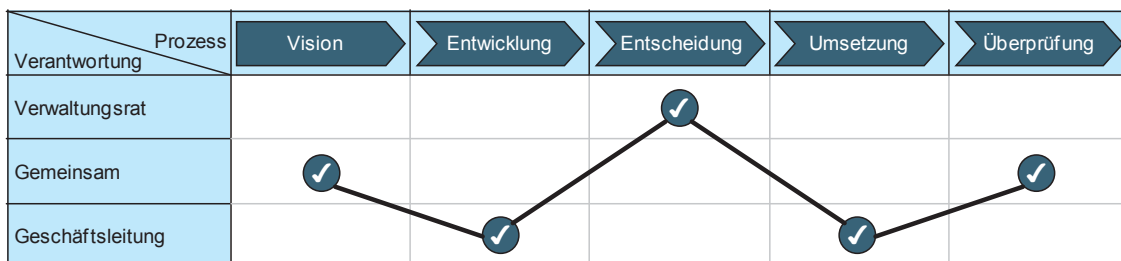 Prozess
Verantwortung
Vision
Entwicklung
Entscheidung
Umsetzung
Überprüfung
Verwaltungsrat
Gemeinsam
Geschäftsleitung